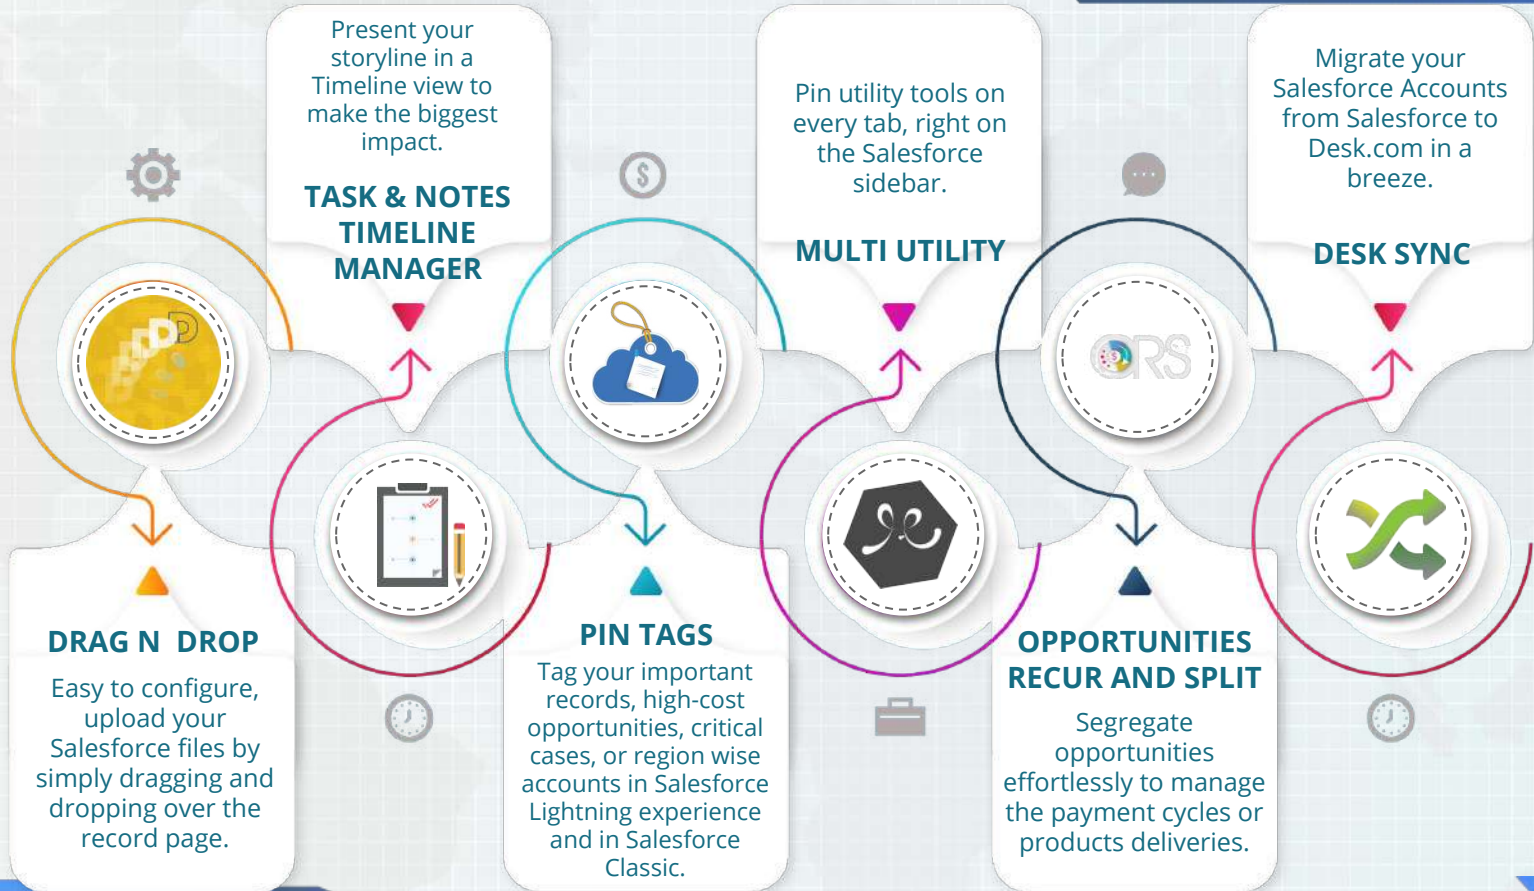 Present your
storyline in a
Timeline view to
make the biggest
impact.
TASK & NOTES
TIMELINE
MANAGER
Pin utility tools on
every tab, right on
the Salesforce
sidebar.
MULTI UTILITY
Migrate your
Salesforce Accounts
from Salesforce to
Desk.com in a
breeze.
DESK SYNC
ORS
DRAG N  DROP
Easy to configure,
upload your
Salesforce files by
simply dragging and
dropping over the
record page.
PIN TAGS
Tag your important
records, high-cost
opportunities, critical
cases, or region wise
accounts in Salesforce
Lightning experience
and in Salesforce
Classic.
OPPORTUNITIES
RECUR AND SPLIT
Segregate
opportunities
effortlessly to manage
the payment cycles or
products deliveries.